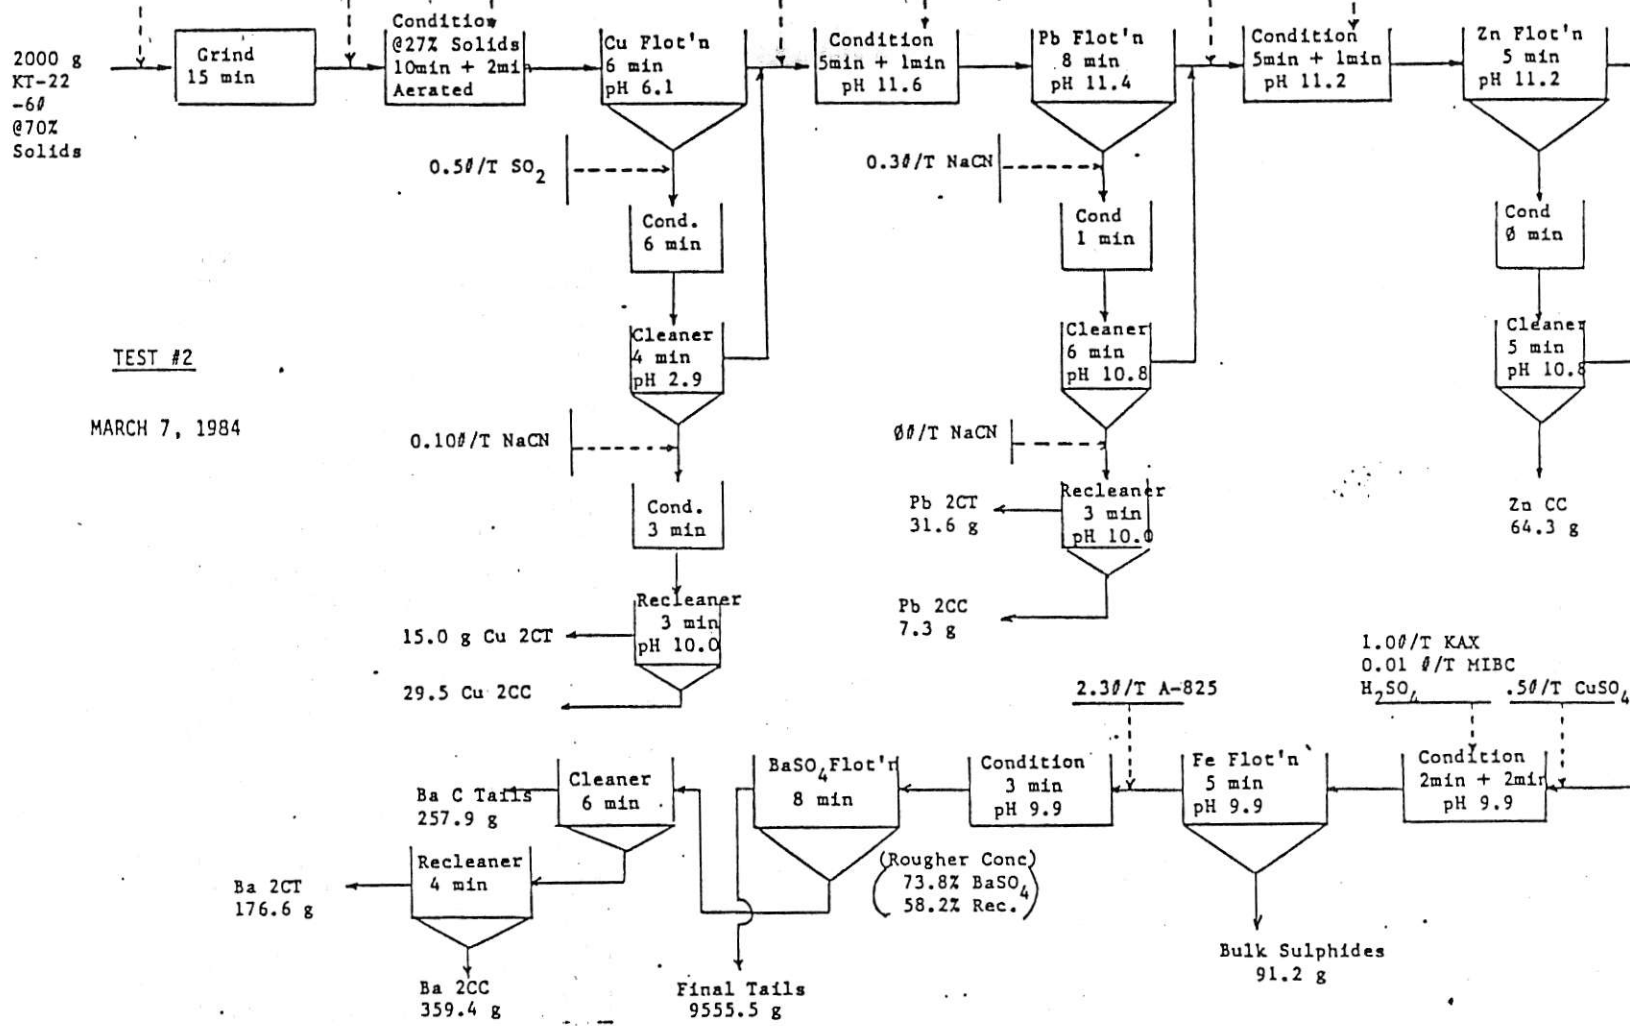 2000 g
KT-22
-60
@70%
Solids
Grind
15 min
Condition
@27% Solids
10min + 2mi
Aerated
Cu Flot'n
6 min
pH 6.1
Condition
5min + 1min
pH 11.6
Pb Flot'n
8 min
pH 11.4
Condition
5min + 1min
pH 11.2
Zn Flot'n
5 min
pH 11.2
0.5#/T SO2
0.3#/T NaCN
Cond.
6 min
Cond
1 min
Cond
Ø min
Cleaner
4 min
pH 2.9
Cleaner
6 min
pH 10.8
Cleaner
5 min
pH 10.8
TEST #2
MARCH 7, 1984
0.10#/T NaCN
Ø#/T NaCN
Cond.
3 min
Pb 2CT
31.6 g
Recleaner
3 min
pH 10.0
Zn CC
64.3 g
Recleaner
3 min
pH 10.0
15.0 g Cu 2CT
29.5 Cu 2CC
Pb 2CC
7.3 g
1.0#/T KAX
0.01 #/T MIBC
H2SO4
.5#/T CuSO4
2.3#/T A-825
Ba C Tails
257.9 g
Cleaner
6 min
BaSO4 Flot'n
8 min
Condition
3 min
pH 9.9
Fe Flot'n
5 min
pH 9.9
Condition
2min + 2min
pH 9.9
Ba 2CT
176.6 g
Recleaner
4 min
(Rougher Conc)
73.8% BaSO4
58.2% Rec.
Ba 2CC
359.4 g
Final Tails
9555.5 g
Bulk Sulphides
91.2 g